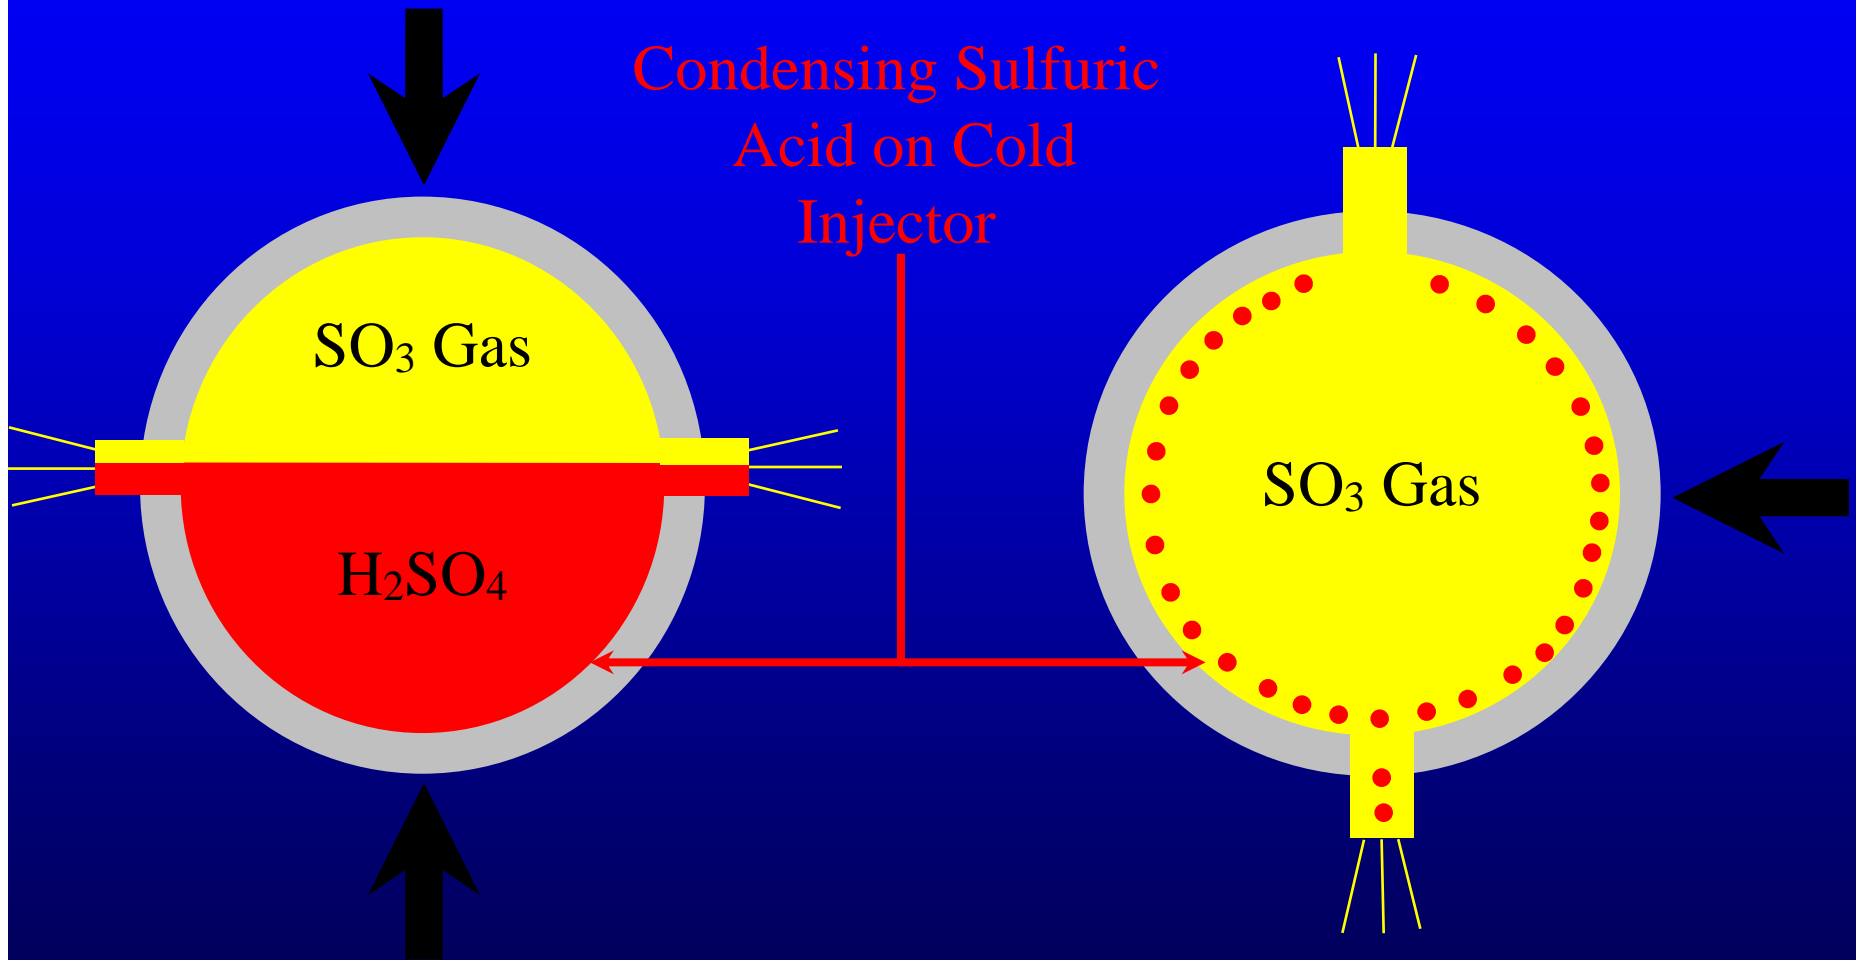 Condensing Sulfuric
Acid on Cold
Injector
SO₃ Gas
H₂SO₄
SO₃ Gas